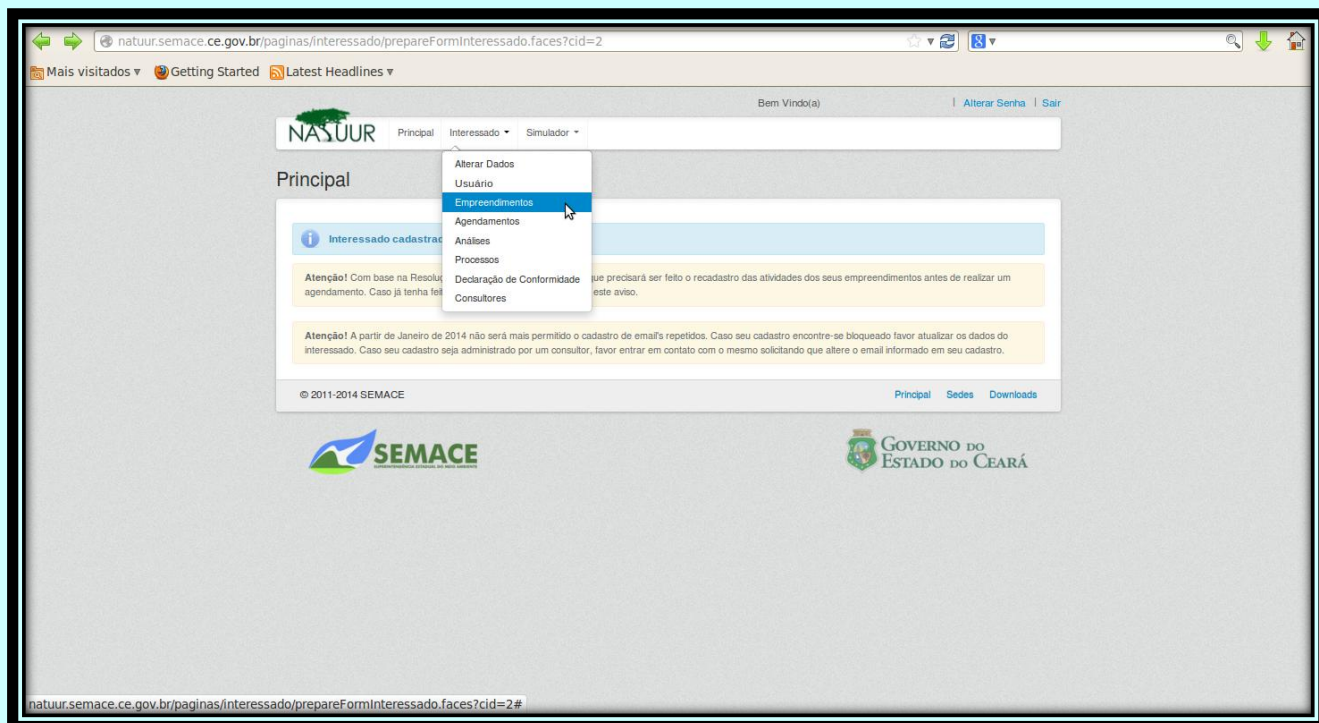 natuur.semace.ce.gov.br/paginas/interessado/prepareFormInteressado.faces?cid=2
Mais visitados Getting Started Latest Headlines
Bem Vindo(a) | Alterar Senha | Sair
NATUUR Principal Interessado Simulador
Alterar Dados
Usuário
Empreendimentos
Agendamentos
Análises
Processos
Declaração de Conformidade
Consultores
Principal
Interessado cadastrad
Atenção! Com base na Resoluç que precisará ser feito o recadastro das atividades dos seus empreendimentos antes de realizar um
agendamento. Caso já tenha feit este aviso.
Atenção! A partir de Janeiro de 2014 não será mais permitido o cadastro de email's repetidos. Caso seu cadastro encontre-se bloqueado favor atualizar os dados do
interessado. Caso seu cadastro seja administrado por um consultor, favor entrar em contato com o mesmo solicitando que altere o email informado em seu cadastro.
© 2011-2014 SEMACE Principal Sedes Downloads
SEMACE
SUPERINTENDÊNCIA ESTADUAL DO MEIO AMBIENTE
GOVERNO DO
ESTADO DO CEARÁ
natuur.semace.ce.gov.br/paginas/interessado/prepareFormInteressado.faces?cid=2#